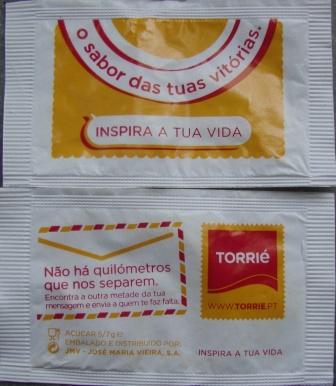 o sabor das tuas vitórias.
INSPIRA A TUA VIDA
Não há quilómetros
que nos separem.
Encontra a outra metade da tua
mensagem e envia a quem te faz falta.
TORRIÉ
WWW.TORRIE.PT
AÇÚCAR 5/7g e
EMBALADO E DISTRIBUÍDO POR:
JMV - JOSÉ MARIA VIEIRA, S.A.
INSPIRA A TUA VIDA